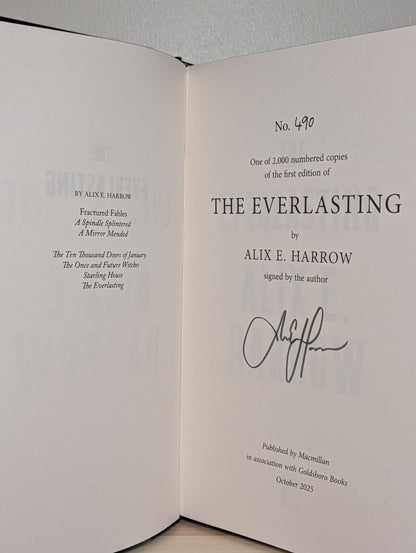 BY ALIX E. HARROW
Fractured Fables
A Spindle Splintered
A Mirror Mended
The Ten Thousand Doors of January
The Once and Future Witches
Starling House
The Everlasting
No. 490
One of 2,000 numbered copies
of the first edition of
THE EVERLASTING
by
ALIX E. HARROW
signed by the author
Published by Macmillan
in association with Goldsboro Books
October 2025